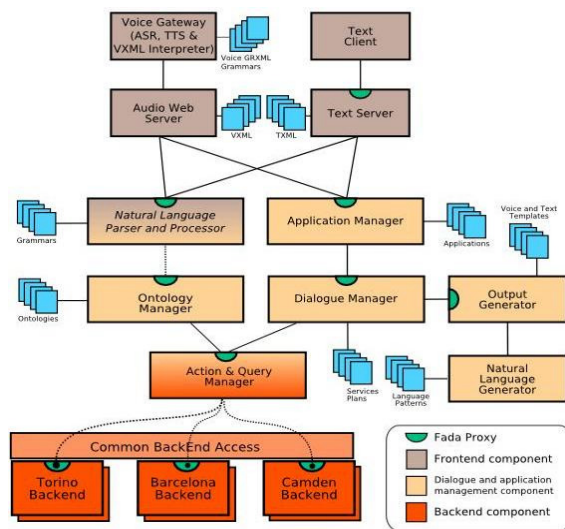 Voice Gateway
(ASR, TTS &
VXML Interpreter)
Voice GRXML
Grammars
Text
Client
Audio Web
Server
VXML
TXML
Text Server
Natural Language
Parser and Processor
Grammars
Application Manager
Applications
Voice and Text
Templates
Ontology
Manager
Ontologies
Dialogue Manager
Output
Generator
Action & Query
Manager
Services
Plans
Language
Patterns
Natural
Language
Generator
Common BackEnd Access
Torino
Backend
Barcelona
Backend
Camden
Backend
Fada Proxy
Frontend component
Dialogue and application
management component
Backend component